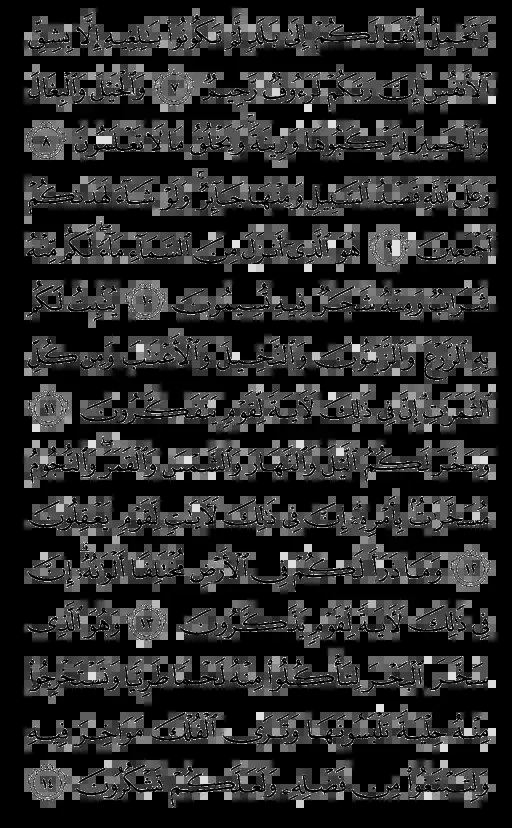 وَتَحْمِلُ أَثْقَالَكُمْ إِلَىٰ بَلَدٍ لَّمْ تَكُونُوا۟ بَٰلِغِيهِ إِلَّا بِشِقِّ
ٱلْأَنفُسِ إِنَّ رَبَّكُمْ لَرَءُوفٌ رَّحِيمٌ ٧ وَٱلْخَيْلَ وَٱلْبِغَالَ
وَٱلْحَمِيرَ لِتَرْكَبُوهَا وَزِينَةً وَيَخْلُقُ مَا لَا تَعْلَمُونَ ٨
وَعَلَى ٱللَّهِ قَصْدُ ٱلسَّبِيلِ وَمِنْهَا جَآئِرٌ وَلَوْ شَآءَ لَهَدَىٰكُمْ
أَجْمَعِينَ ٩ هُوَ ٱلَّذِىٓ أَنزَلَ مِنَ ٱلسَّمَآءِ مَآءً لَّكُم مِّنْهُ
شَرَابٌ وَمِنْهُ شَجَرٌ فِيهِ تُسِيمُونَ ١٠ يُنۢبِتُ لَكُم
بِهِ ٱلزَّرْعَ وَٱلزَّيْتُونَ وَٱلنَّخِيلَ وَٱلْأَعْنَٰبَ وَمِن كُلِّ
ٱلثَّمَرَٰتِ إِنَّ فِى ذَٰلِكَ لَءَايَةً لِّقَوْمٍ يَتَفَكَّرُونَ ١١
وَسَخَّرَ لَكُمُ ٱلَّيْلَ وَٱلنَّهَارَ وَٱلشَّمْسَ وَٱلْقَمَرَ وَٱلنُّجُومُ
مُسَخَّرَٰتٌۢ بِأَمْرِهِۦٓ إِنَّ فِى ذَٰلِكَ لَءَايَٰتٍ لِّقَوْمٍ يَعْقِلُونَ
١٢ وَمَا ذَرَأَ لَكُمْ فِى ٱلْأَرْضِ مُخْتَلِفًا أَلْوَٰنُهُۥٓ إِنَّ
فِى ذَٰلِكَ لَءَايَةً لِّقَوْمٍ يَذَّكَّرُونَ ١٣ وَهُوَ ٱلَّذِى
سَخَّرَ ٱلْبَحْرَ لِتَأْكُلُوا۟ مِنْهُ لَحْمًا طَرِيًّا وَتَسْتَخْرِجُوا۟
مِنْهُ حِلْيَةً تَلْبَسُونَهَا وَتَرَى ٱلْفُلْكَ مَوَاخِرَ فِيهِ
وَلِتَبْتَغُوا۟ مِن فَضْلِهِۦ وَلَعَلَّكُمْ تَشْكُرُونَ ١٤